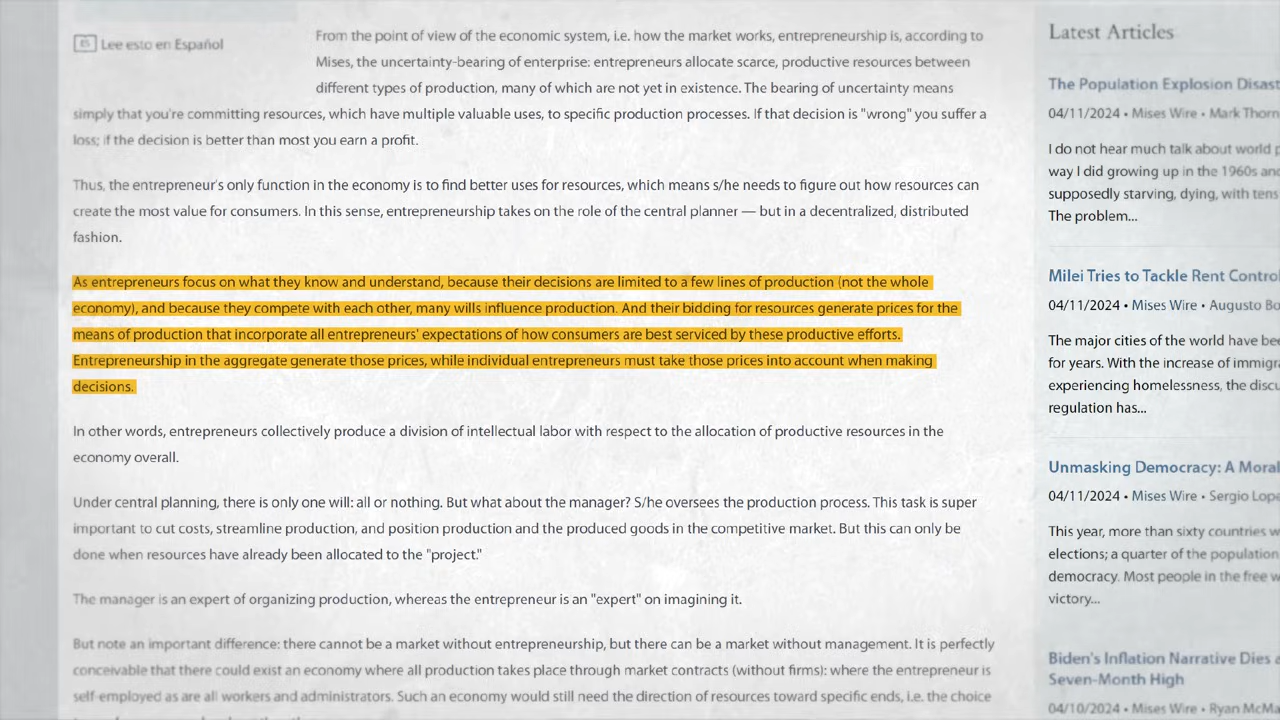 ES Lee esto en Español
From the point of view of the economic system, i.e. how the market works, entrepreneurship is, according to
Mises, the uncertainty-bearing of enterprise: entrepreneurs allocate scarce, productive resources between
different types of production, many of which are not yet in existence. The bearing of uncertainty means
simply that you're committing resources, which have multiple valuable uses, to specific production processes. If that decision is "wrong" you suffer a
loss; if the decision is better than most you earn a profit.
Thus, the entrepreneur's only function in the economy is to find better uses for resources, which means s/he needs to figure out how resources can
create the most value for consumers. In this sense, entrepreneurship takes on the role of the central planner — but in a decentralized, distributed
fashion.
As entrepreneurs focus on what they know and understand, because their decisions are limited to a few lines of production (not the whole
economy), and because they compete with each other, many wills influence production. And their bidding for resources generate prices for the
means of production that incorporate all entrepreneurs' expectations of how consumers are best serviced by these productive efforts.
Entrepreneurship in the aggregate generate those prices, while individual entrepreneurs must take those prices into account when making
decisions.
In other words, entrepreneurs collectively produce a division of intellectual labor with respect to the allocation of productive resources in the
economy overall.
Under central planning, there is only one will: all or nothing. But what about the manager? S/he oversees the production process. This task is super
important to cut costs, streamline production, and position production and the produced goods in the competitive market. But this can only be
done when resources have already been allocated to the "project."
The manager is an expert of organizing production, whereas the entrepreneur is an "expert" on imagining it.
But note an important difference: there cannot be a market without entrepreneurship, but there can be a market without management. It is perfectly
conceivable that there could exist an economy where all production takes place through market contracts (without firms): where the entrepreneur is
self-employed as are all workers and administrators. Such an economy would still need the direction of resources toward specific ends, i.e. the choice
Latest Articles
The Population Explosion Disast
04/11/2024 • Mises Wire • Mark Thorn
I do not hear much talk about world p
way I did growing up in the 1960s and
supposedly starving, dying, with tens
The problem...
Milei Tries to Tackle Rent Control
04/11/2024 • Mises Wire • Augusto Bo
The major cities of the world have bee
for years. With the increase of immigra
experiencing homelessness, the discu
regulation has...
Unmasking Democracy: A Moral
04/11/2024 • Mises Wire • Sergio Lope
This year, more than sixty countries w
elections; a quarter of the population
democracy. Most people in the free w
victory...
Biden's Inflation Narrative Dies a
Seven-Month High
04/10/2024 • Mises Wire • Ryan McMa